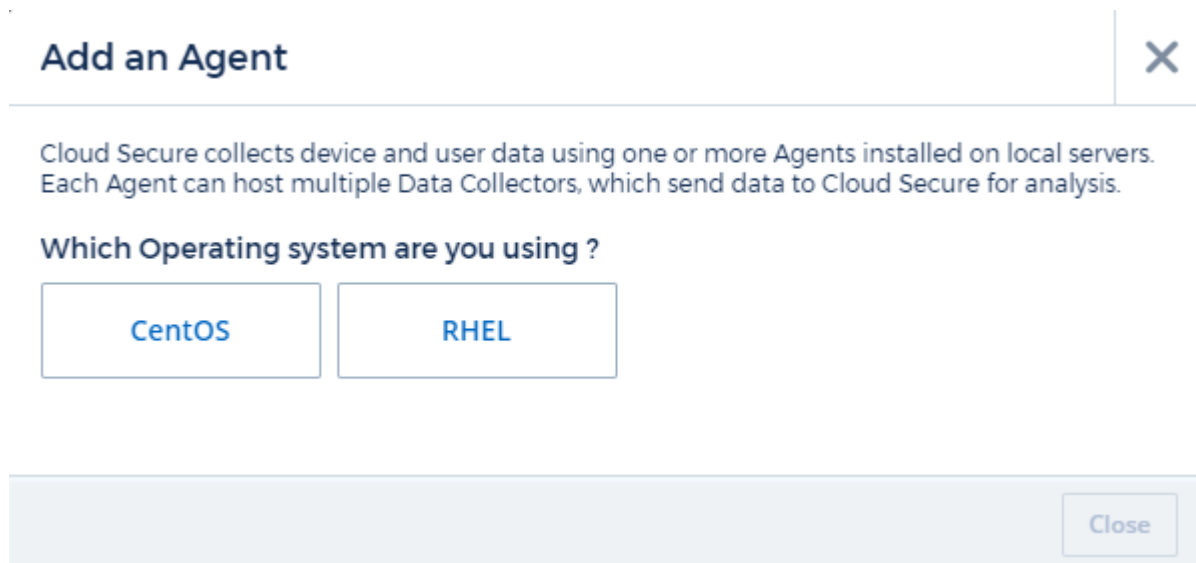 Add an Agent
Cloud Secure collects device and user data using one or more Agents installed on local servers.
Each Agent can host multiple Data Collectors, which send data to Cloud Secure for analysis.
Which Operating system are you using ?
CentOS
RHEL
Close